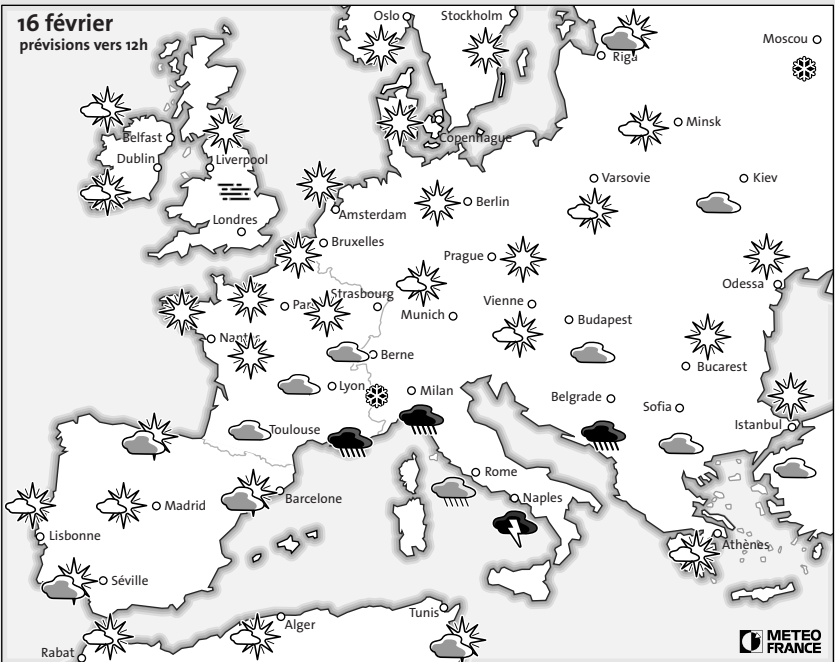 16 février
prévisions vers 12h
Oslo
Stockholm
Moscou
Riga
Minsk
Belfast
Copenhague
Dublin
Liverpool
Varsovie
Kiev
Berlin
Amsterdam
Londres
Bruxelles
Prague
Odessa
Strasbourg
Par
Vienne
Munich
Budapest
Nantes
Berne
Bucarest
Lyon
Milan
Belgrade
Sofia
Istanbul
Toulouse
Rome
Barcelone
Naples
Madrid
Lisbonne
Athènes
Séville
Tunis
Alger
Rabat
METEO
FRANCE